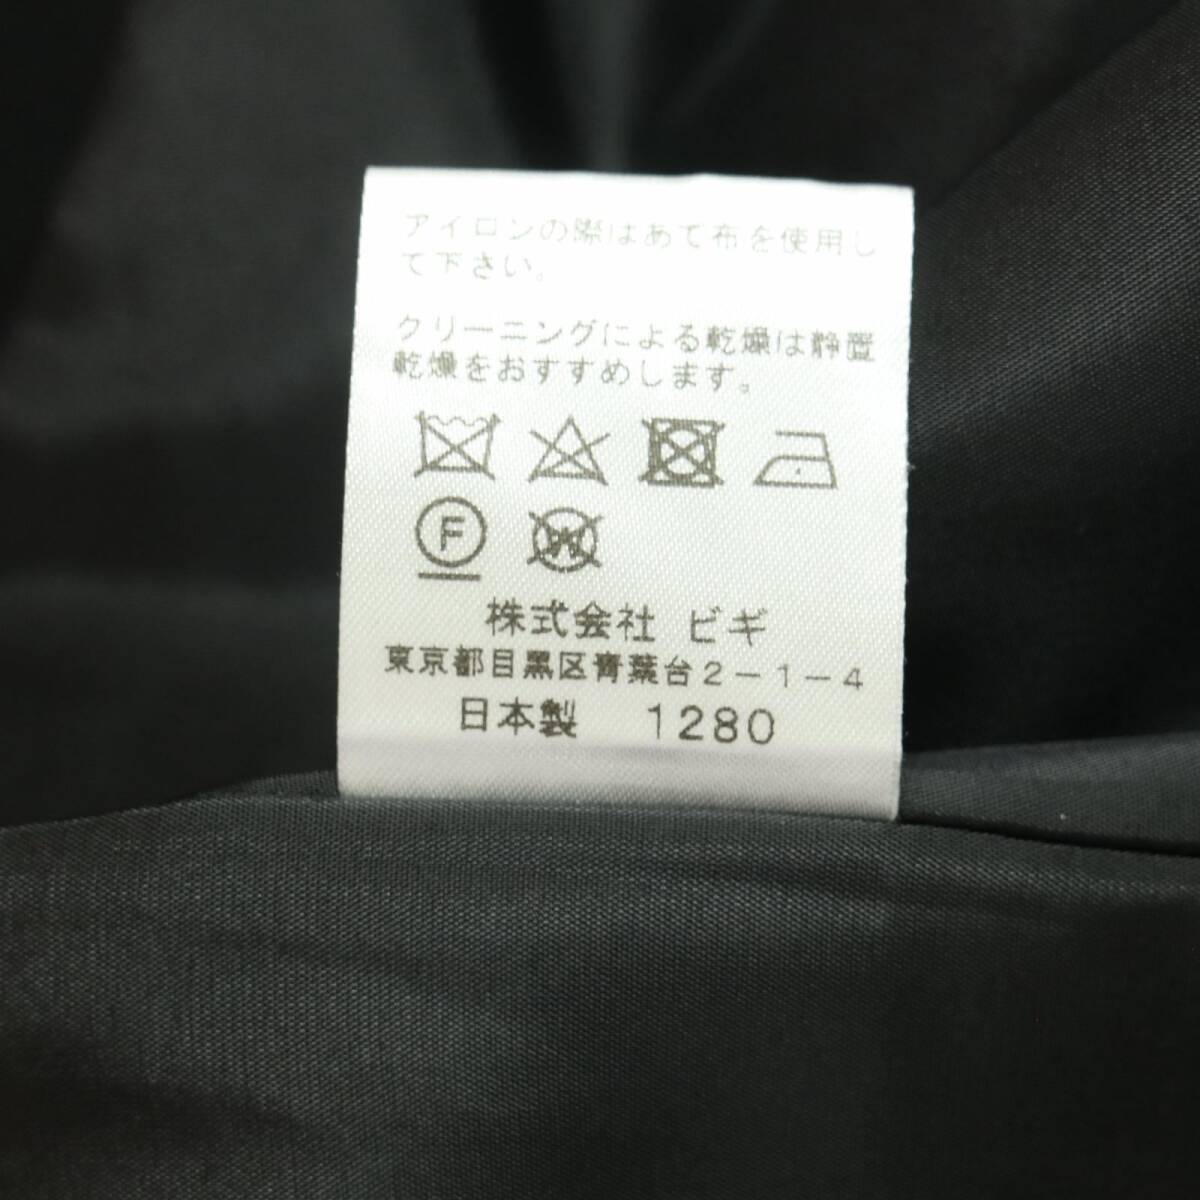 アイロンの際はあて布を使用し
て下さい。
クリーニングによる乾燥は静置
乾燥をおすすめします。
F
W
株式会社 ビギ
東京都目黒区青葉台2-1-4
日本製 1280